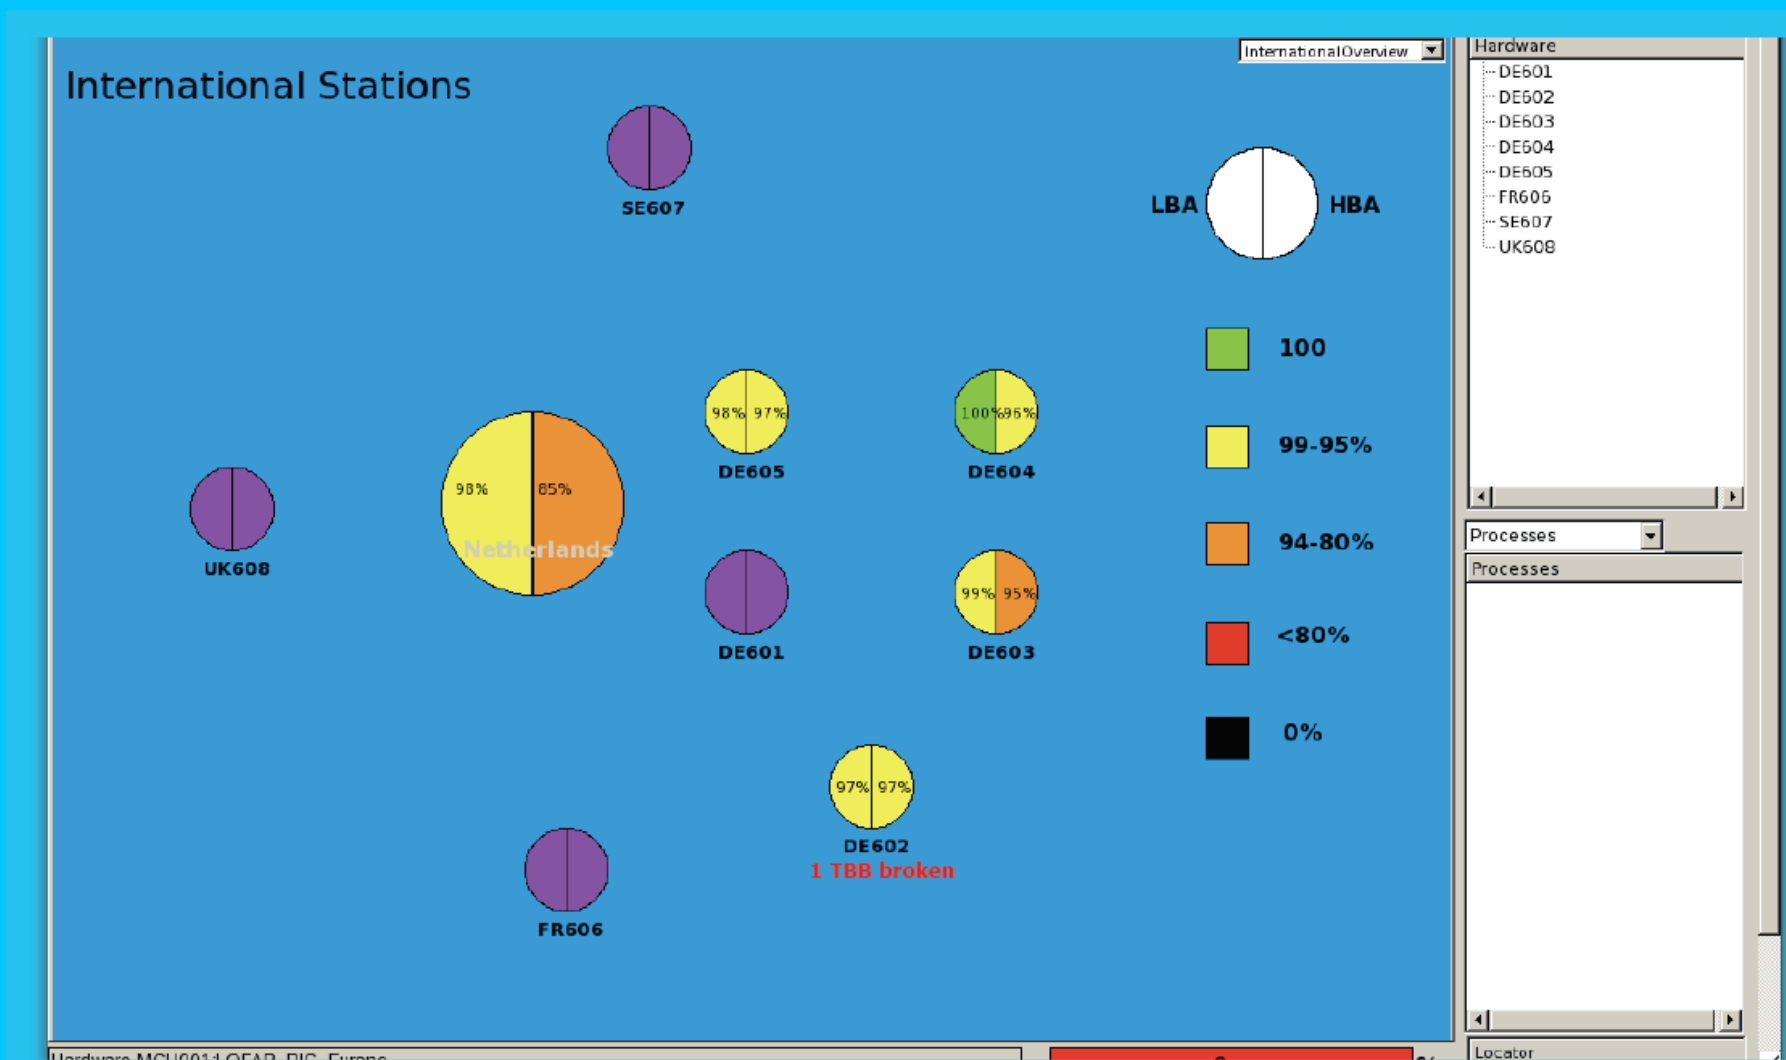 InternationalOverview
International Stations
SE607
LBA
HBA
100
98% 97%
DE605
100% 96%
DE604
99-95%
98% 85%
Netherlands
UK608
94-80%
DE601
99% 95%
DE603
<80%
0%
97% 97%
DE602
1 TBB broken
FR606
Hardware
DE601
DE602
DE603
DE604
DE605
FR606
SE607
UK608
Processes
Processes
Locator